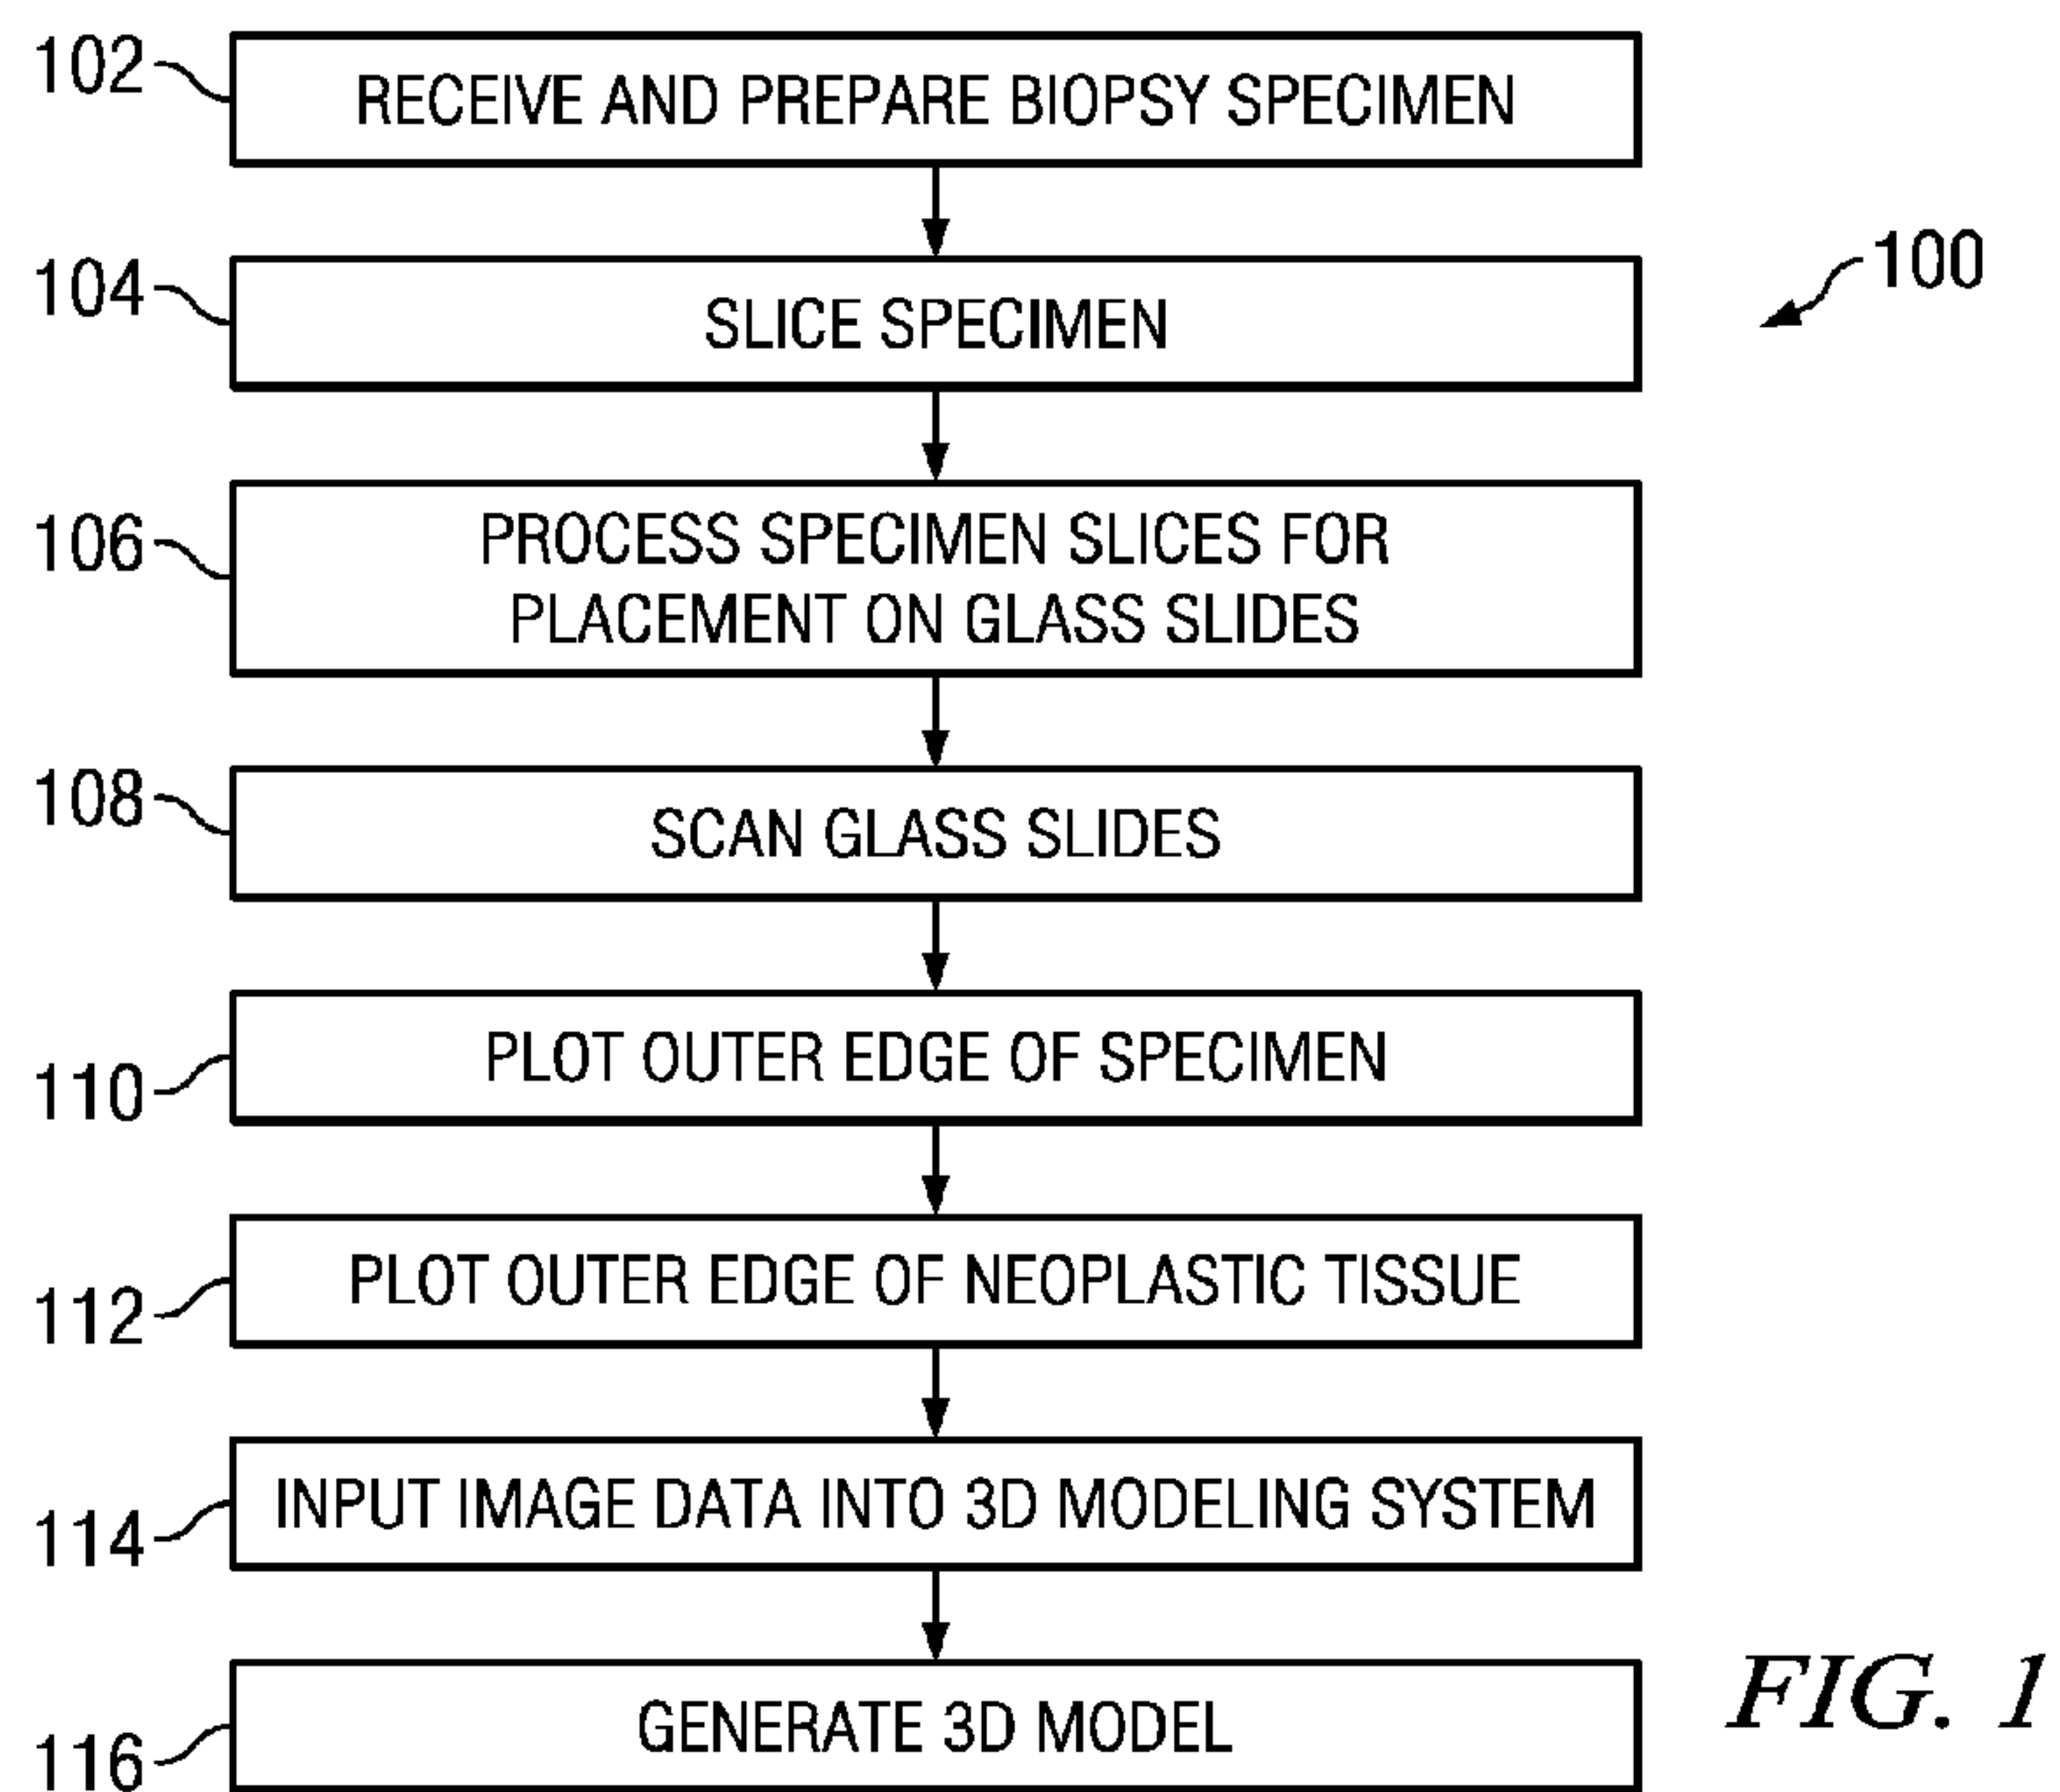 102
RECEIVE AND PREPARE BIOPSY SPECIMEN
104
SLICE SPECIMEN
100
106
PROCESS SPECIMEN SLICES FOR
PLACEMENT ON GLASS SLIDES
108
SCAN GLASS SLIDES
110
PLOT OUTER EDGE OF SPECIMEN
112
PLOT OUTER EDGE OF NEOPLASTIC TISSUE
114
INPUT IMAGE DATA INTO 3D MODELING SYSTEM
116
GENERATE 3D MODEL
FIG. 1